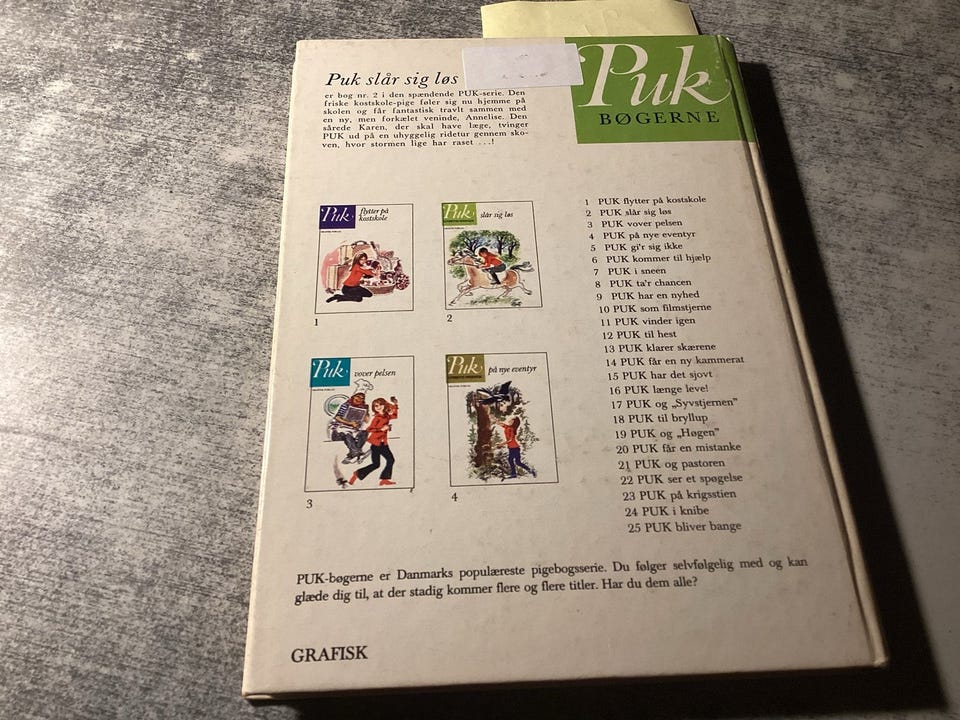 Puk slår sig løs
er bog nr. 2 i den spændende PUK-serie. Den
friske kostskole-pige føler sig nu hjemme på
skolen og får fantastisk travlt sammen med
en ny, men forkælet veninde, Annelise. Den
sårede Karen, der skal have læge, tvinger
PUK ud på en uhyggelig ridetur gennem sko-
ven, hvor stormen lige har raset ...!
Puk
BØGERNE
Puk
flytter på
kostskole
1
Puk
slår sig løs
2
Puk
vover pelsen
3
Puk
på nye eventyr
4
1 PUK flytter på kostskole
2 PUK slår sig løs
3 PUK vover pelsen
4 PUK på nye eventyr
5 PUK gi'r sig ikke
6 PUK kommer til hjælp
7 PUK i sneen
8 PUK ta'r chancen
9 PUK har en nyhed
10 PUK som filmstjerne
11 PUK vinder igen
12 PUK til hest
13 PUK klarer skærene
14 PUK får en ny kammerat
15 PUK har det sjovt
16 PUK længe leve!
17 PUK og „Syvstjernen"
18 PUK til bryllup
19 PUK og „Høgen"
20 PUK får en mistanke
21 PUK og pastoren
22 PUK ser et spøgelse
23 PUK på krigsstien
24 PUK i knibe
25 PUK bliver bange
PUK-bøgerne er Danmarks populæreste pigebogsserie. Du følger selvfølgelig med og kan
glæde dig til, at der stadig kommer flere og flere titler. Har du dem alle?
GRAFISK